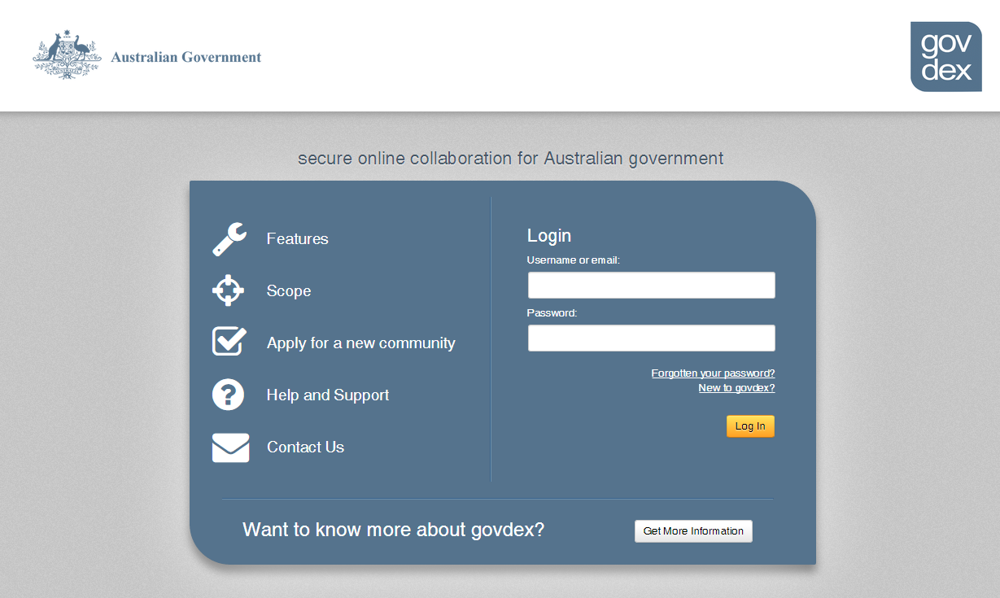 Australian Government
gov
dex
secure online collaboration for Australian government
Features
Scope
Apply for a new community
Help and Support
Contact Us
Login
Username or email:
Password:
Forgotten your password?
New to govdex?
Log In
Want to know more about govdex?
Get More Information